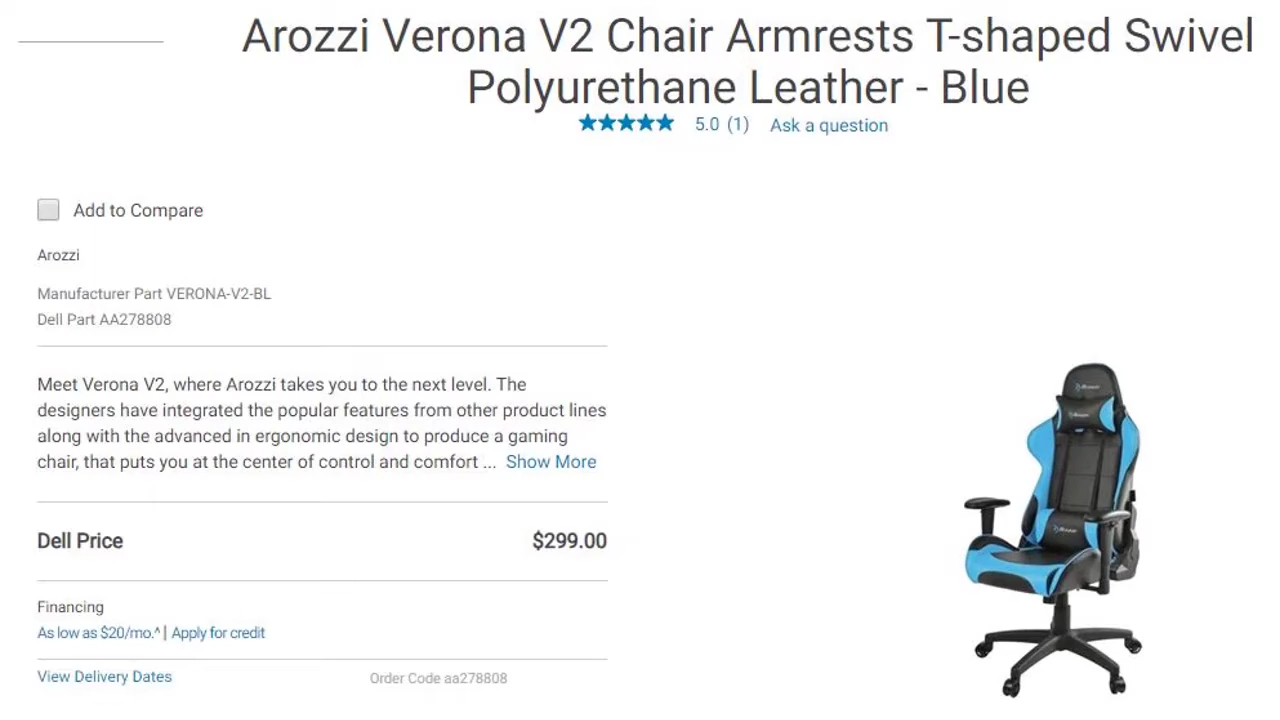 Arozzi Verona V2 Chair Armrests T-shaped Swivel
Polyurethane Leather - Blue
5.0 (1) Ask a question
Add to Compare
Arozzi
Manufacturer Part VERONA-V2-BL
Dell Part AA278808
Meet Verona V2, where Arozzi takes you to the next level. The
designers have integrated the popular features from other product lines
along with the advanced in ergonomic design to produce a gaming
chair, that puts you at the center of control and comfort ... Show More
Dell Price $299.00
Financing
As low as $20/mo.^ | Apply for credit
View Delivery Dates Order Code aa278808